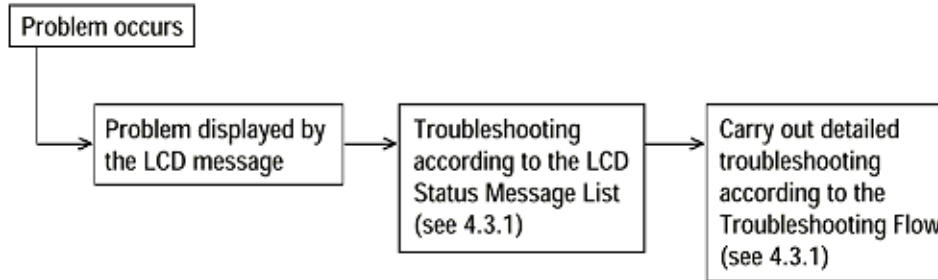 Problem occurs
Problem displayed by
the LCD message
Troubleshooting
according to the LCD
Status Message List
(see 4.3.1)
Carry out detailed
troubleshooting
according to the
Troubleshooting Flow
(see 4.3.1)